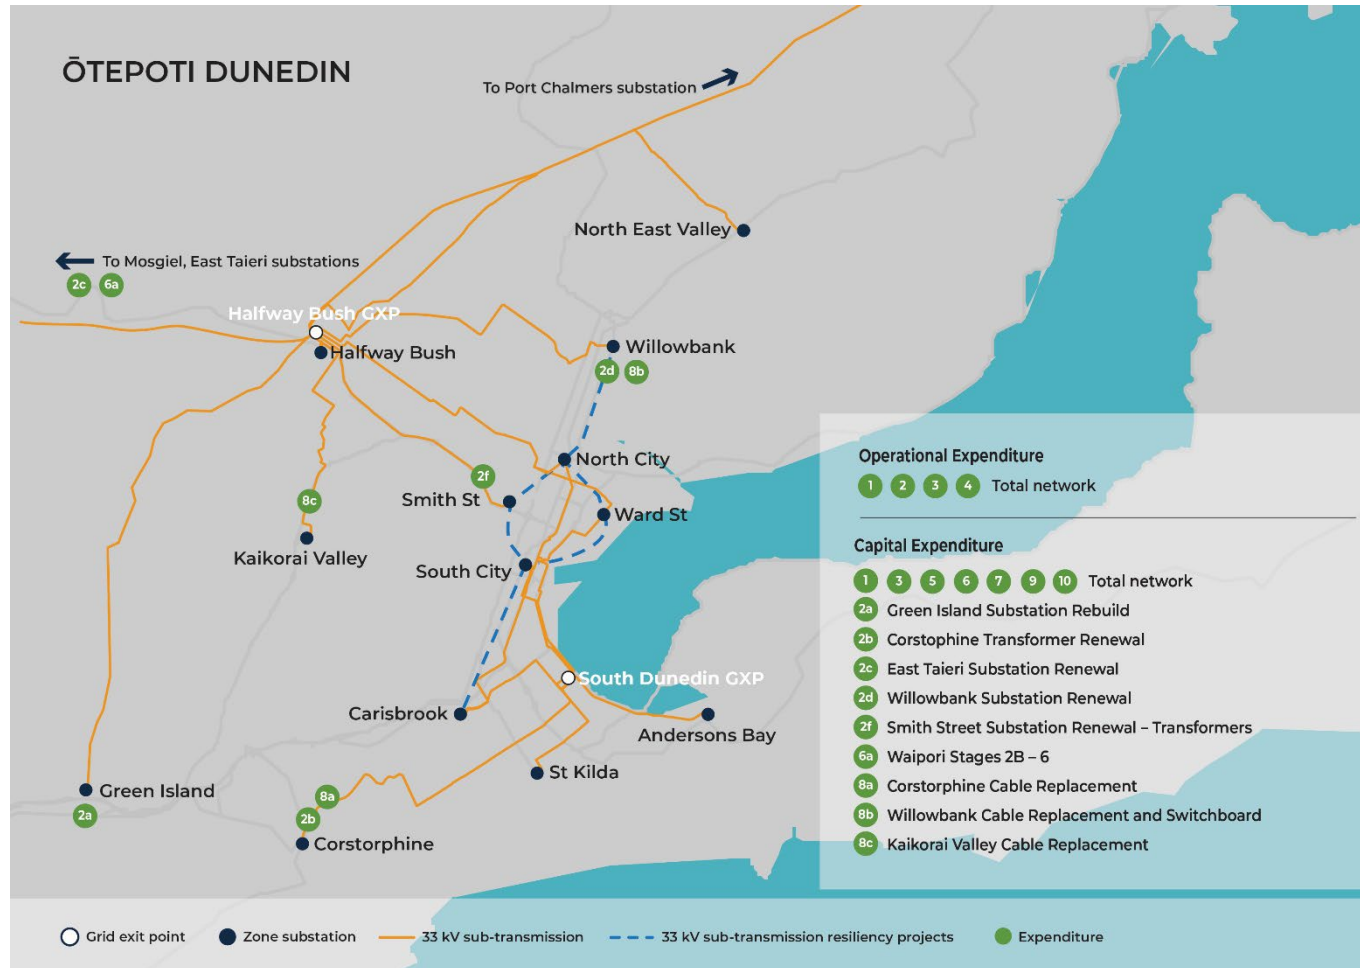 ŌTEPOTI DUNEDIN
To Port Chalmers substation
North East Valley
To Mosgiel, East Taieri substations
2c 6a
Halfway Bush GXP
Halfway Bush
Willowbank
2d 8b
North City
2f
Smith St
8c
Ward St
Kaikorai Valley
South City
South Dunedin GXP
Carisbrook
Andersons Bay
St Kilda
Green Island
2a
8a
2b
Corstorphine
Operational Expenditure
1 2 3 4 Total network
Capital Expenditure
1 3 5 6 7 9 10 Total network
2a Green Island Substation Rebuild
2b Corstophine Transformer Renewal
2c East Taieri Substation Renewal
2d Willowbank Substation Renewal
2f Smith Street Substation Renewal – Transformers
6a Waipori Stages 2B – 6
8a Corstorphine Cable Replacement
8b Willowbank Cable Replacement and Switchboard
8c Kaikorai Valley Cable Replacement
Grid exit point Zone substation 33 kV sub-transmission 33 kV sub-transmission resiliency projects Expenditure